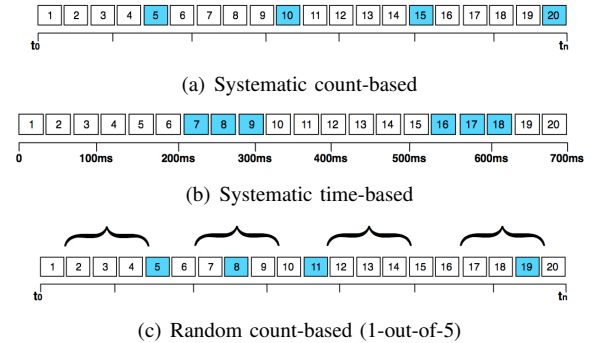 1 2 3 4 5 6 7 8 9 10 11 12 13 14 15 16 17 18 19 20
t0 tn
(a) Systematic count-based
1 2 3 4 5 6 7 8 9 10 11 12 13 14 15 16 17 18 19 20
0 100ms 200ms 300ms 400ms 500ms 600ms 700ms
(b) Systematic time-based
1 2 3 4 5 6 7 8 9 10 11 12 13 14 15 16 17 18 19 20
t0 tn
(c) Random count-based (1-out-of-5)